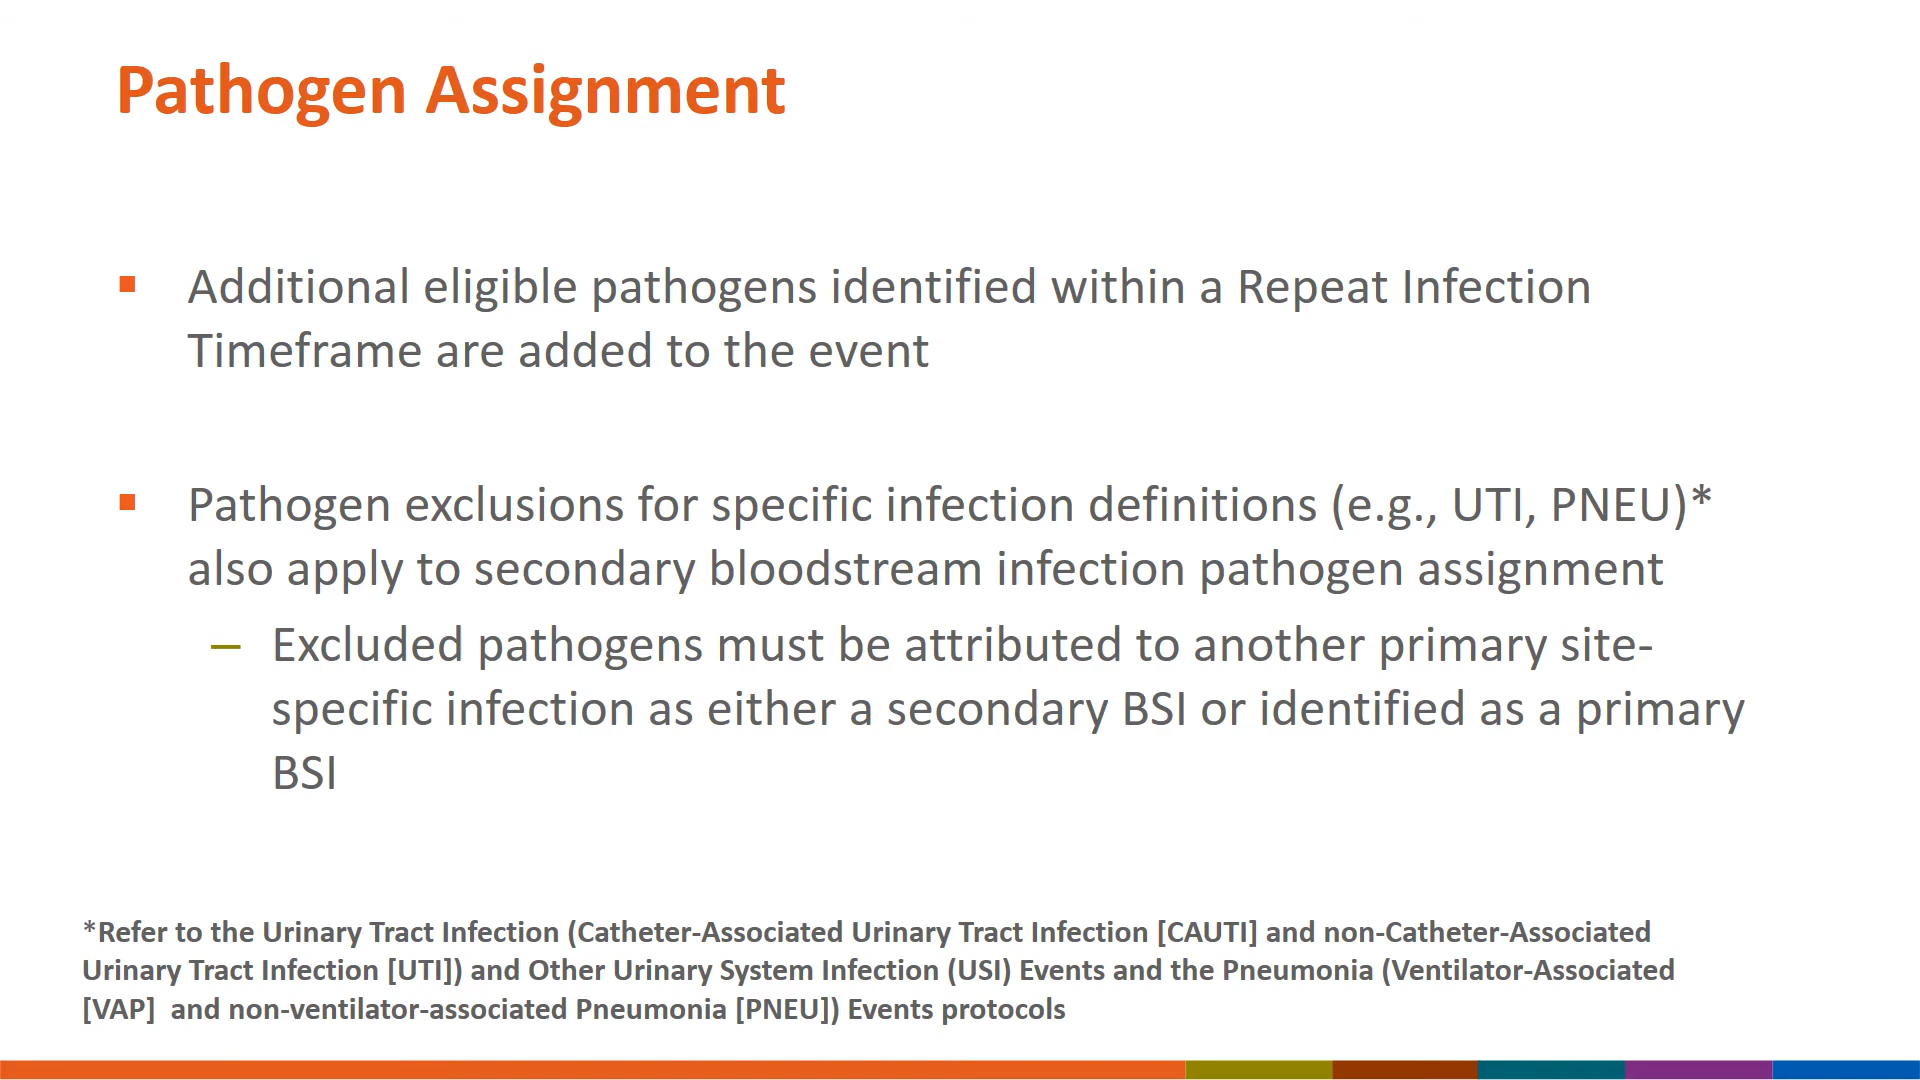 Pathogen Assignment
▪ Additional eligible pathogens identified within a Repeat Infection
Timeframe are added to the event
▪ Pathogen exclusions for specific infection definitions (e.g., UTI, PNEU)*
also apply to secondary bloodstream infection pathogen assignment
– Excluded pathogens must be attributed to another primary site-
specific infection as either a secondary BSI or identified as a primary
BSI
*Refer to the Urinary Tract Infection (Catheter-Associated Urinary Tract Infection [CAUTI] and non-Catheter-Associated
Urinary Tract Infection [UTI]) and Other Urinary System Infection (USI) Events and the Pneumonia (Ventilator-Associated
[VAP]  and non-ventilator-associated Pneumonia [PNEU]) Events protocols